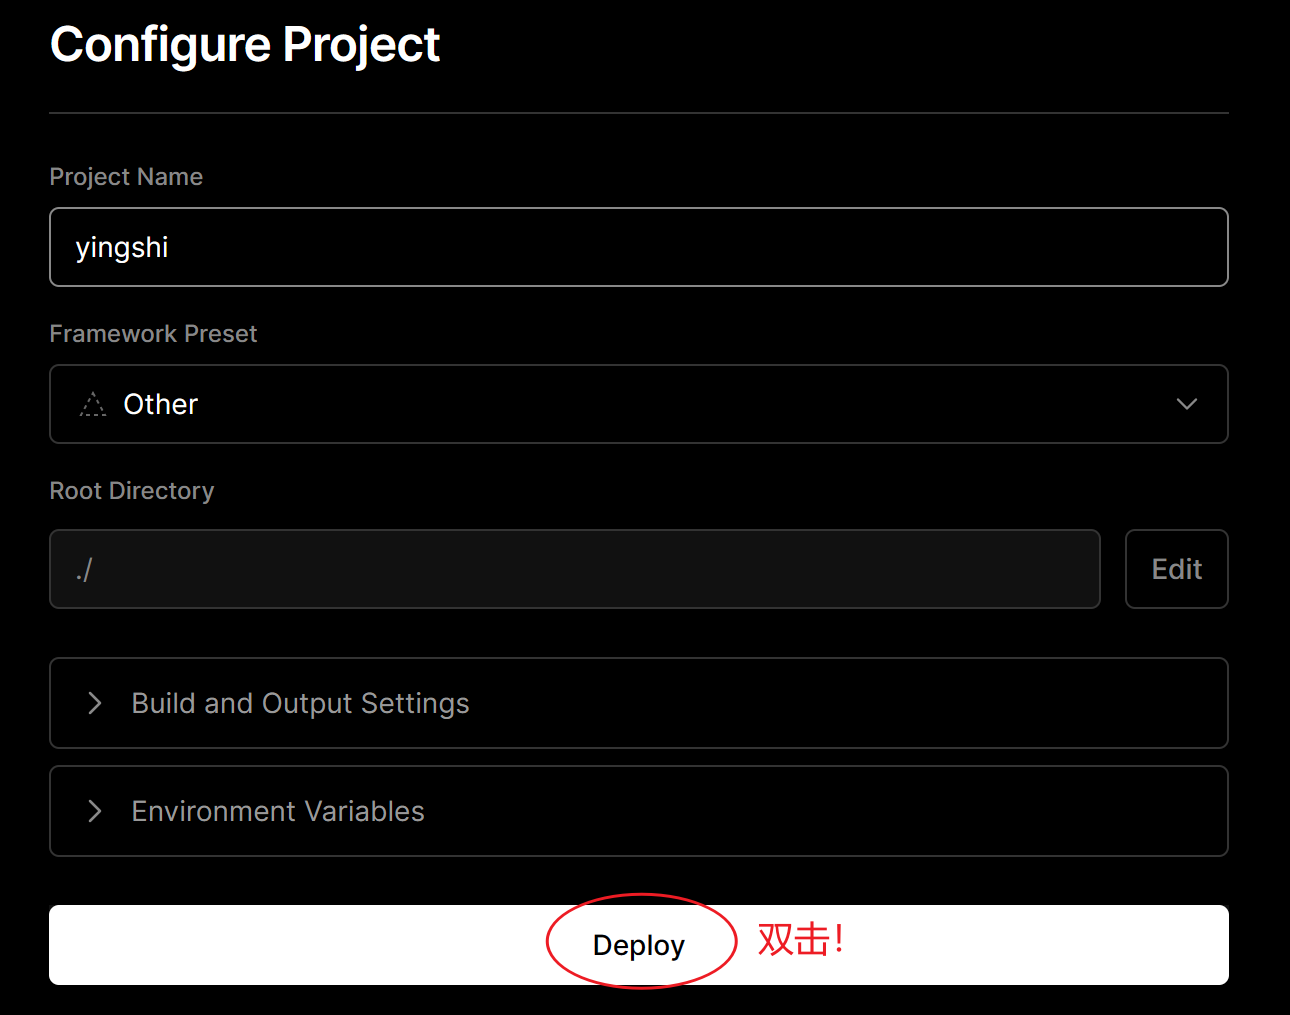 Configure Project
Project Name
yingshi
Framework Preset
Other
Root Directory
./
Edit
Build and Output Settings
Environment Variables
Deploy
双击!